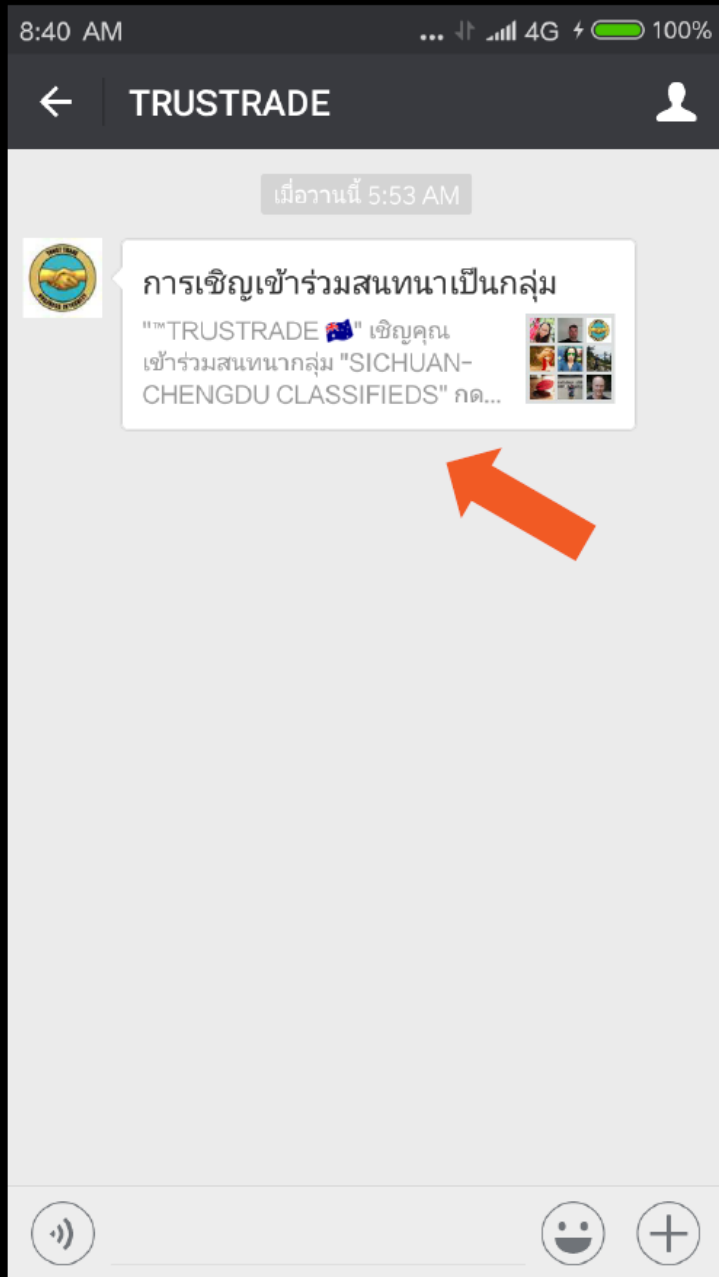 8:40 AM ... 4G 100%
TRUSTRADE
เมื่อวานนี้ 5:53 AM
การเชิญเข้าร่วมสนทนาเป็นกลุ่ม
"™TRUSTRADE 🇦🇺" เชิญคุณ
เข้าร่วมสนทนากลุ่ม "SICHUAN-
CHENGDU CLASSIFIEDS" กด...